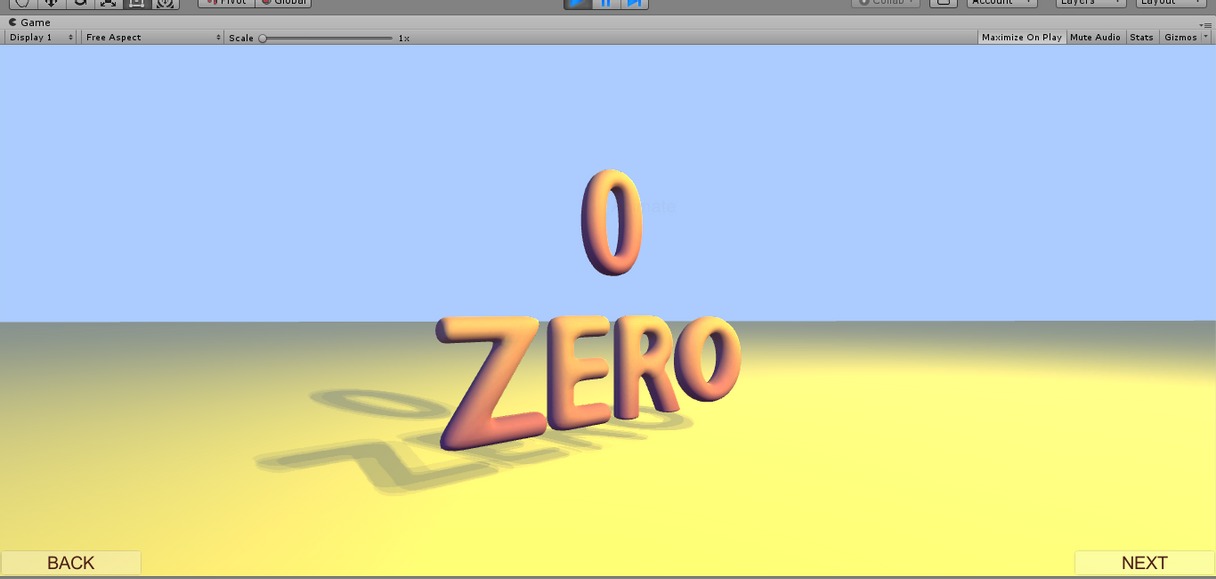 Pivot Global Collab Account Layers Layout
Game
Display 1 Free Aspect Scale 1x Maximize On Play Mute Audio Stats Gizmos
0
ZERO
BACK NEXT